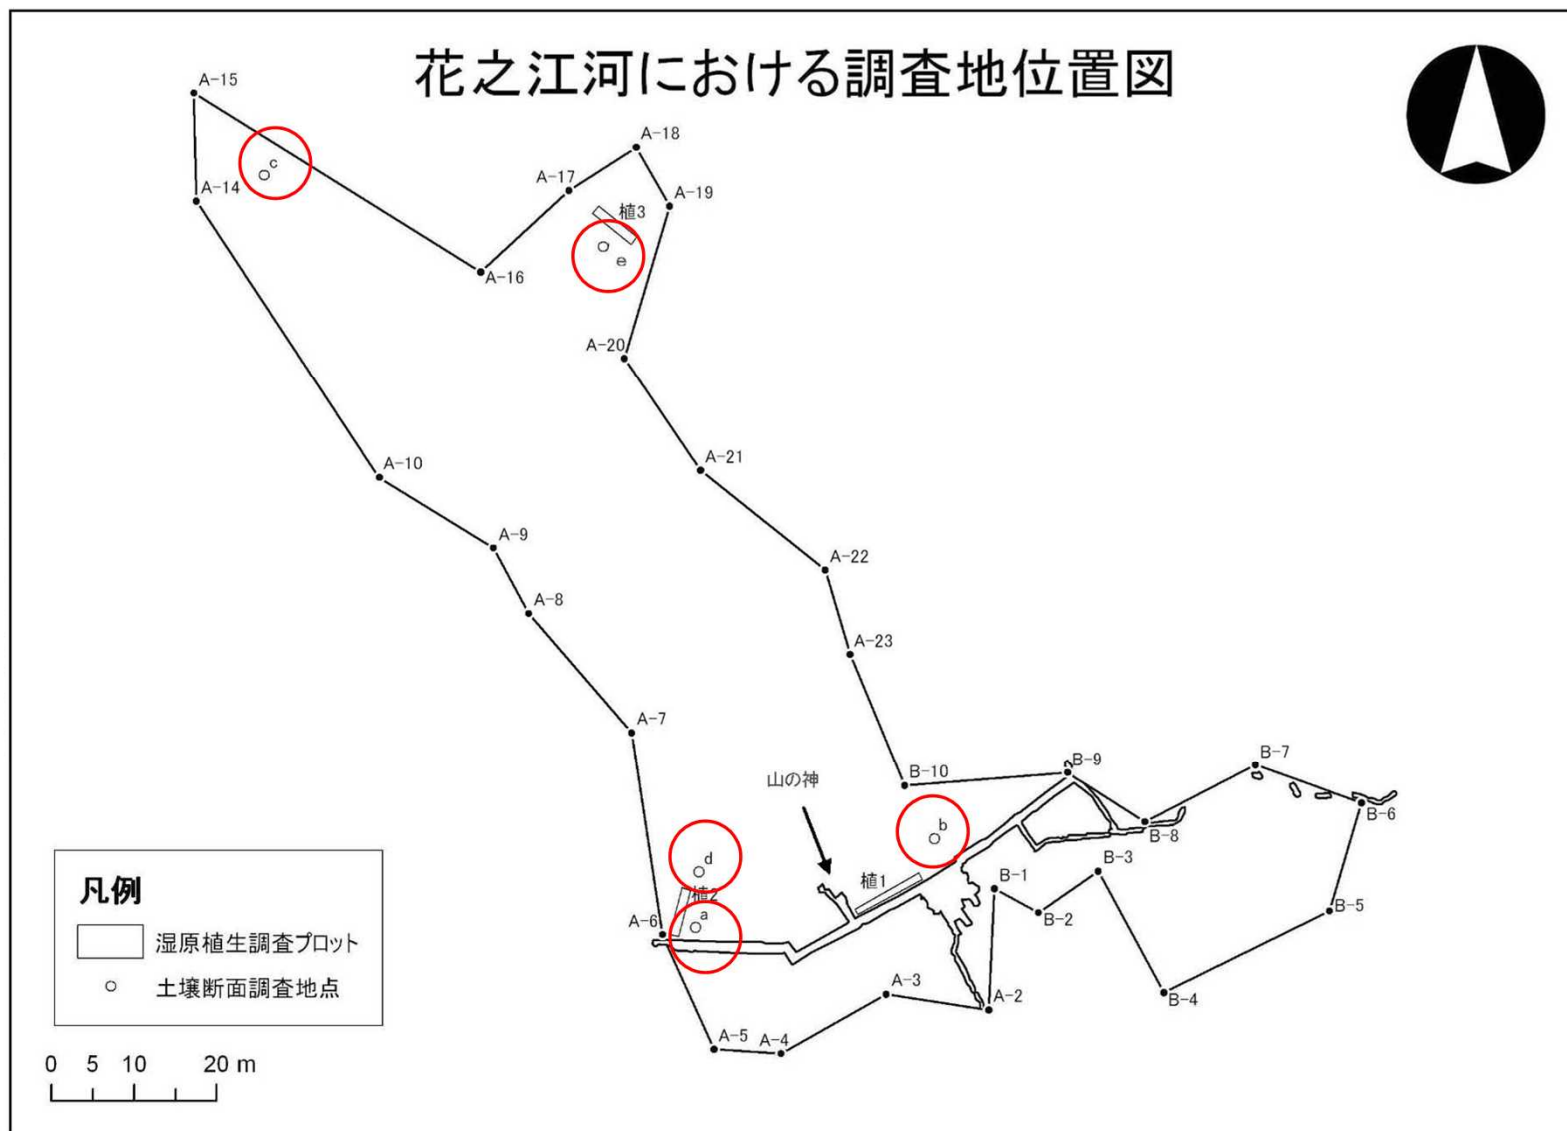 花之江河における調査地位置図
A-15
c
A-14
A-18
A-17
A-19
植3
e
A-16
A-20
A-21
A-10
A-9
A-22
A-8
A-23
A-7
山の神
B-10
B-9
B-7
B-6
B-8
b
d
植2
a
A-6
植1
B-1
B-3
B-2
B-5
B-4
A-3
A-2
A-5
A-4
凡例
湿原植生調査プロット
土壌断面調査地点
0 5 10 20 m